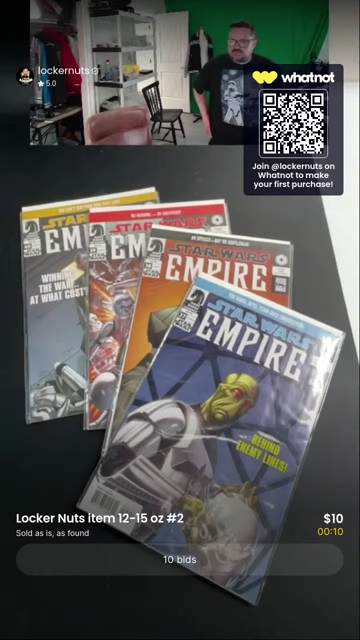 lockernuts
★ 5.0
whatnot
Join @lockernuts on
Whatnot to make
your first purchase!
STAR WARS
EMPIRE
WINNING
THE WAR...
AT WHAT COST?
STAR WARS
EMPIRE
STAR WARS
EMPIRE
STAR WARS
EMPIRE
BEHIND
ENEMY LINES!
Locker Nuts item 12-15 oz #2
$10
Sold as is, as found
00:10
10 bids